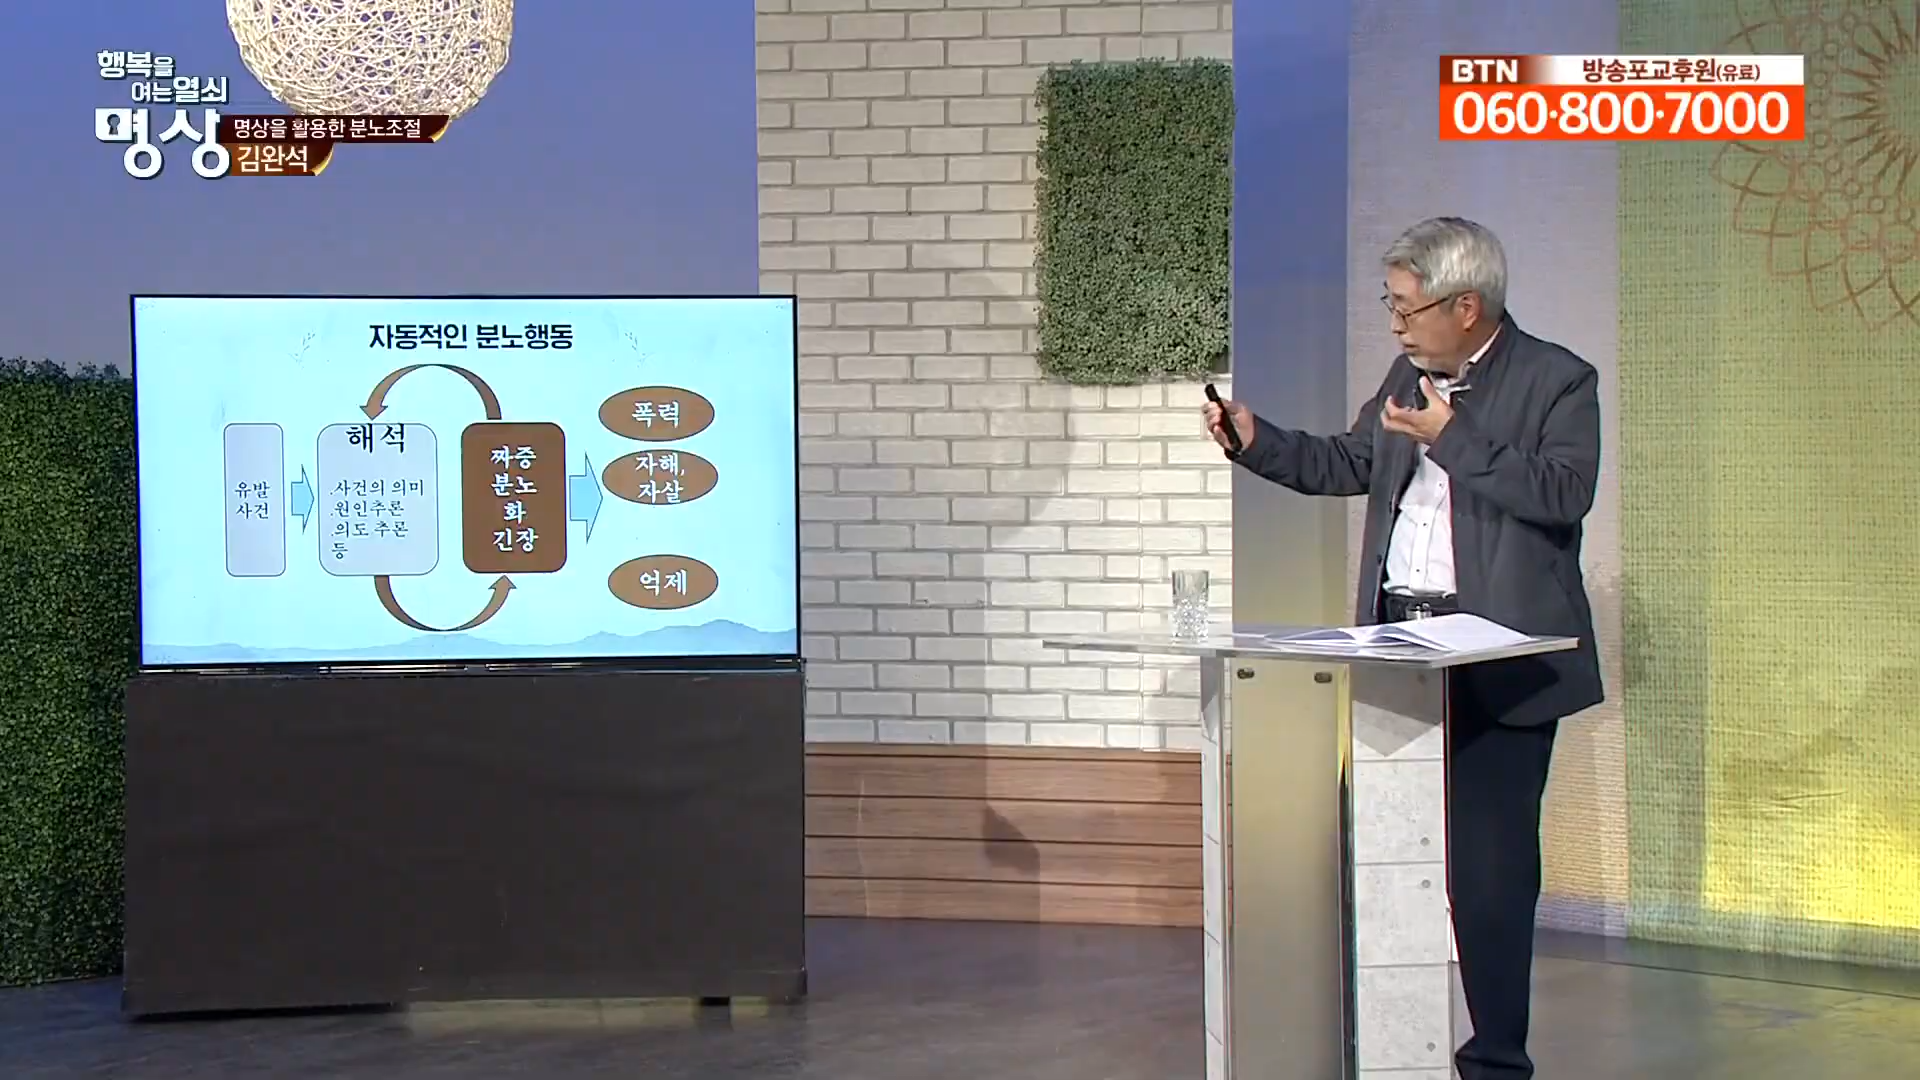 행복을
여는열쇠
명상
명상을 활용한 분노조절
김완석
BTN 방송포교후원(유료)
060·800·7000
자동적인 분노행동
유발
사건
해석
.사건의 의미
.원인추론
.의도 추론
등
짜증
분노
화
긴장
폭력
자해,
자살
억제